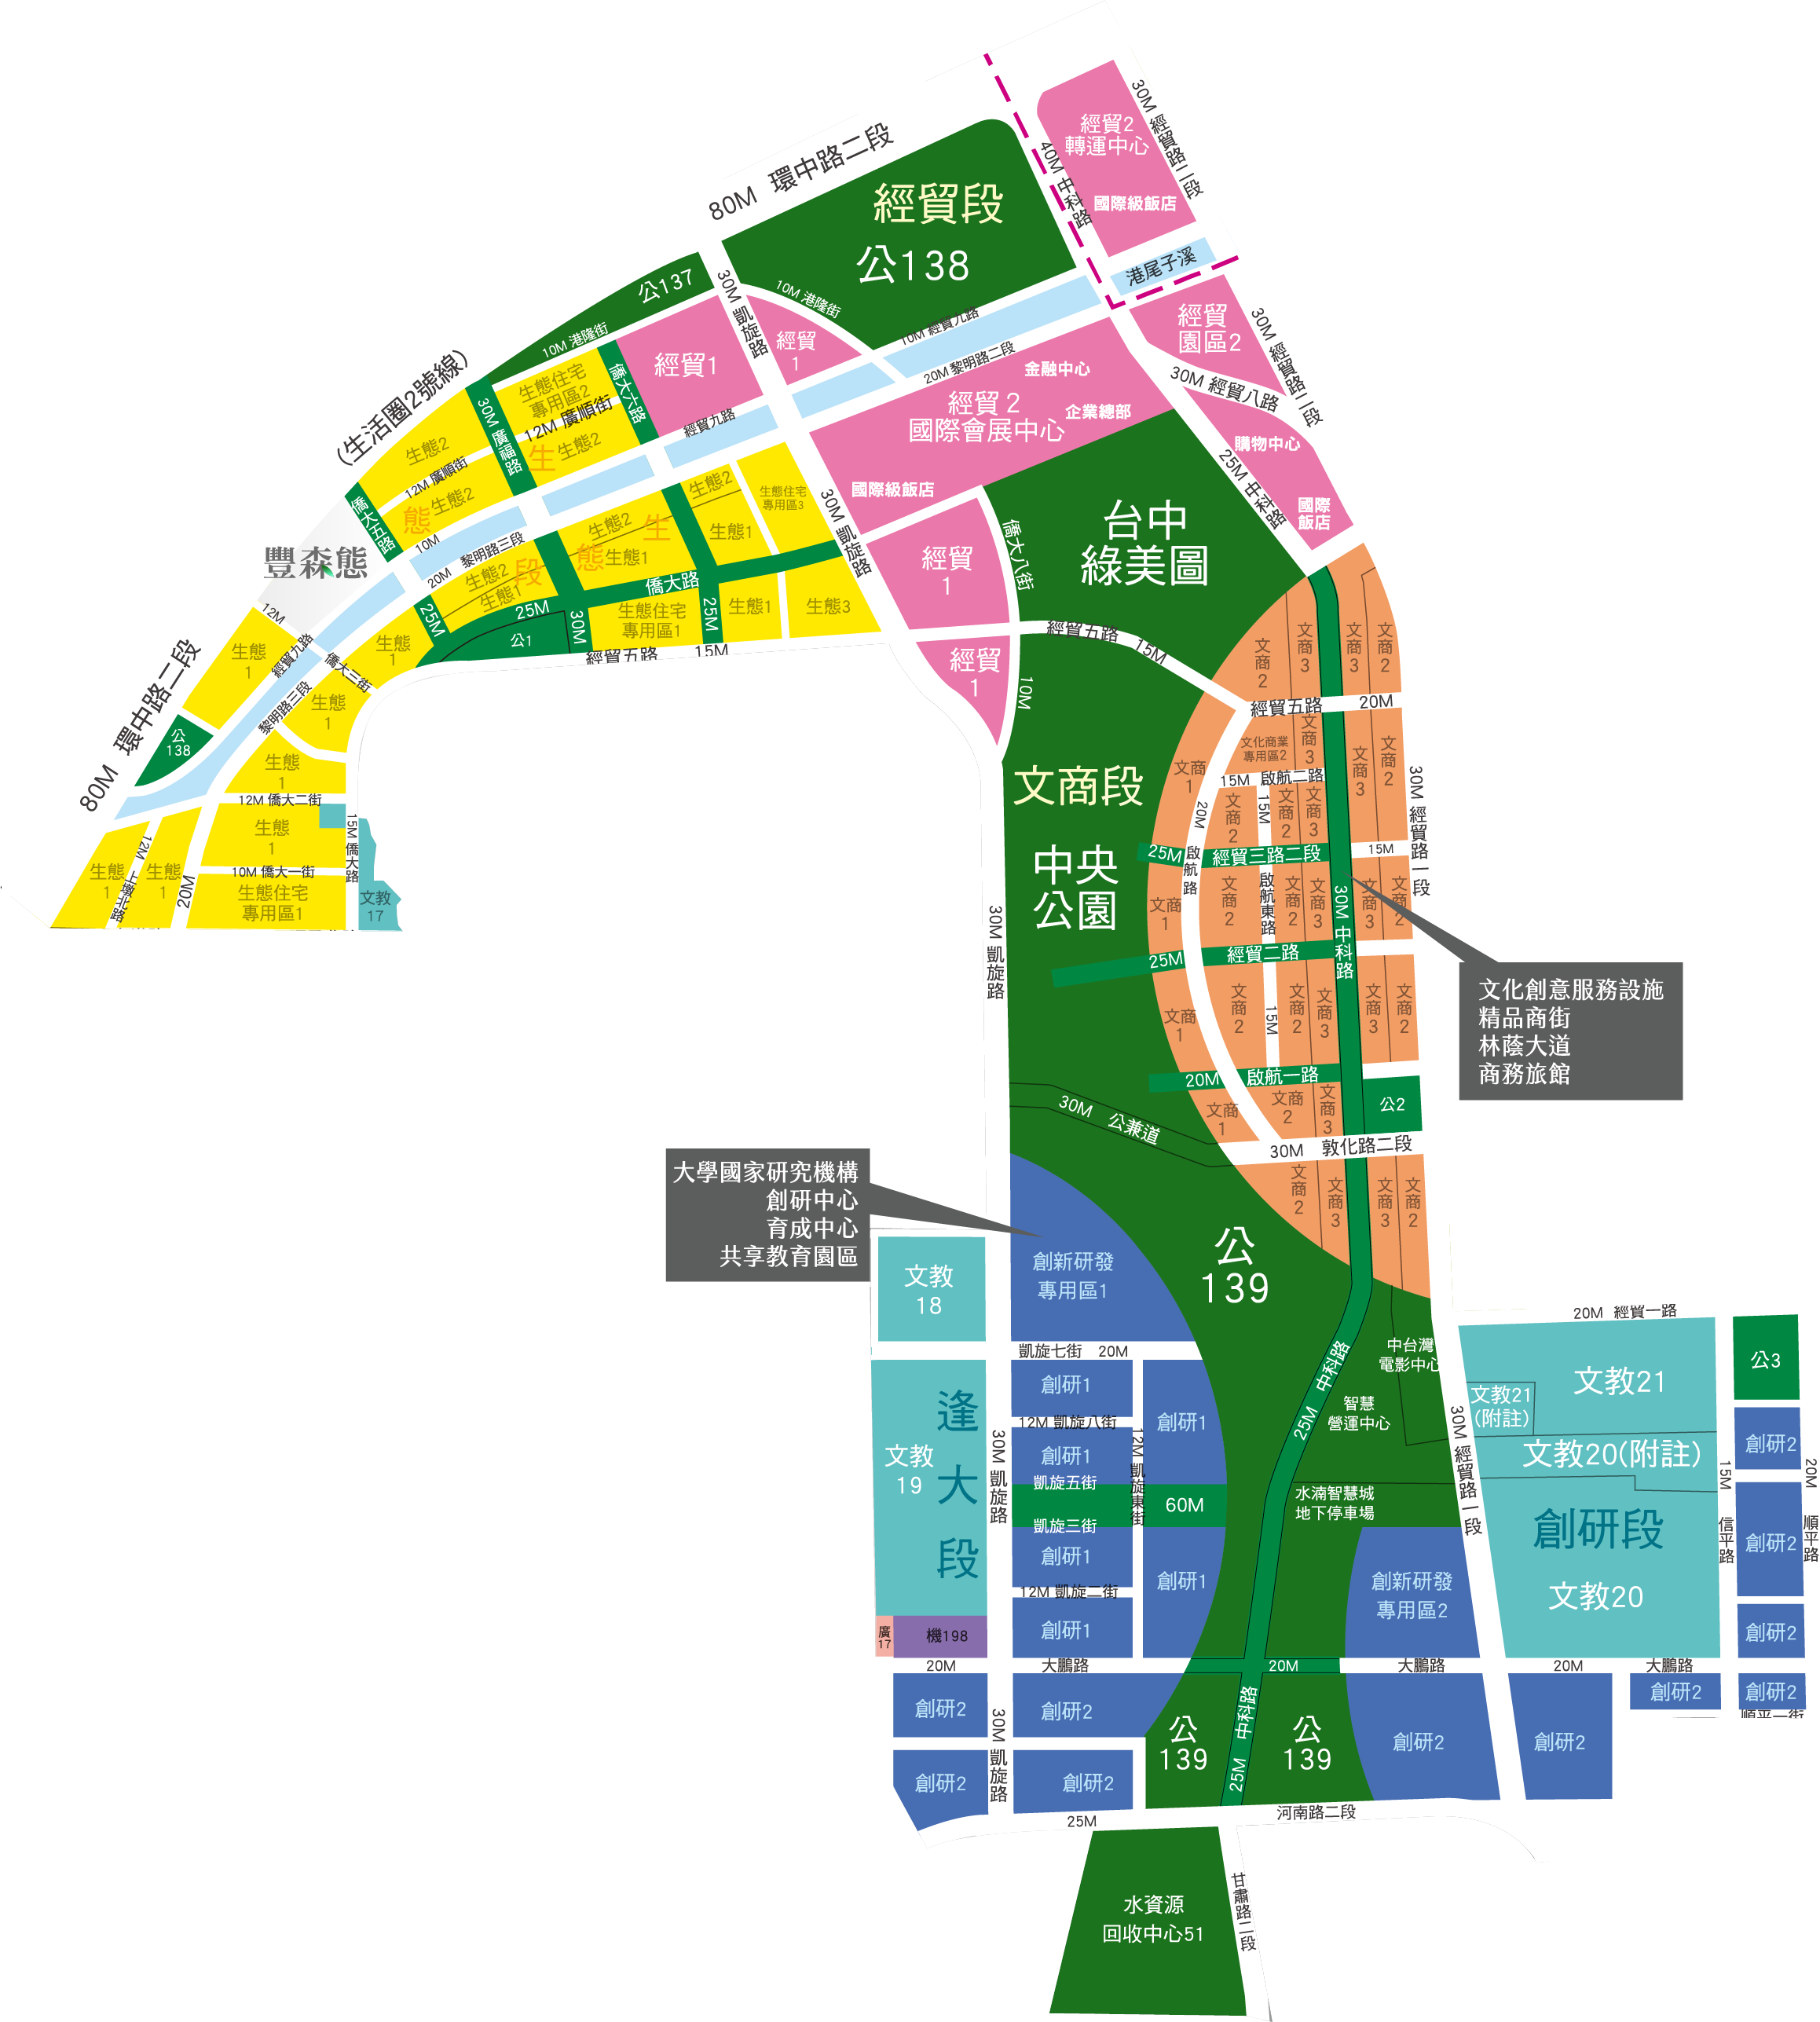 80M 環中路二段
經貿段
公138
40M 中科路
經貿2
轉運中心
國際級飯店
30M 經貿路二段
港尾子溪
公137
10M 港隆街
30M 凱旋路
10M 港隆街
10M 經貿九路
經貿
1
經貿1
20M 黎明路二段
金融中心
經貿 2
國際會展中心
企業總部
國際級飯店
經貿
園區2
30M 經貿路二段
30M 經貿八路
購物中心
25M 中科路
國際
飯店
(生活圈2號線)
生態2
30M 廣福路
生態住宅
專用區2
12M 廣順街
僑大六路
生態2
生
經貿九路
12M 廣順街
生態2
態
僑大五路
豐森態
10M
20M 黎明路三段
生態2
生態1
段
生態2
態
生態1
生
生態2
生態1
生態住宅
專用區3
30M 凱旋路
僑大路
25M
25M
公1
30M
生態住宅
專用區1
25M
生態1
生態3
經貿五路 15M
經貿
1
僑大八街
經貿
1
10M
台中
綠美圖
經貿五路 15M
12M
生態
1
經貿九路
僑大三街
生態
1
生態
1
黎明路三段
80M 環中路二段
公
138
生態
1
12M 僑大二街
生態
1
15M 僑大路
10M 僑大一街
生態住宅
專用區1
生態
1
12M 上墩北路
生態
1
20M
文教
17
文商段
中央
公園
文商2
文商3
文商3
文商2
經貿五路 20M
文商
1
文化商業
專用區2
文商3
文商3
文商2
15M 啟航二路
20M 啟航路
文商2
15M
文商2
文商3
30M 經貿路一段
25M 經貿三路二段
15M
文商
1
文商2
啟航東路
文商2
文商3
30M 中科路
文商3
文商2
25M 經貿二路
文商
1
文商2
15M
文商2
文商3
文商3
文商2
文化創意服務設施
精品商街
林蔭大道
商務旅館
20M 啟航一路
文商
1
文商
2
文商3
公2
30M 公兼道
30M 敦化路二段
文商2
文商3
文商3
文商2
30M 凱旋路
大學國家研究機構
創研中心
育成中心
共享教育園區
創新研發
專用區1
公
139
文教
18
凱旋七街 20M
創研1
12M 凱旋八街
創研1
創研1
凱旋五街
12M 凱旋東街
60M
凱旋三街
創研1
創研1
12M 凱旋二街
創研1
文教
19
逢大段
30M 凱旋路
廣
17
機198
25M 中科路
中台灣
電影中心
智慧
營運中心
水湳智慧城
地下停車場
創新研發
專用區2
30M 經貿路一段
20M 經貿一路
文教21
文教21
(附註)
文教20(附註)
創研段
文教20
公3
創研2
15M 信平路
創研2
20M 順平路
創研2
20M 大鵬路
20M 大鵬路
20M 大鵬路
創研2
創研2
順平一街
創研2
創研2
30M 凱旋路
創研2
創研2
公
139
25M 中科路
公
139
創研2
創研2
25M 河南路二段
水資源
回收中心51
甘肅路二段